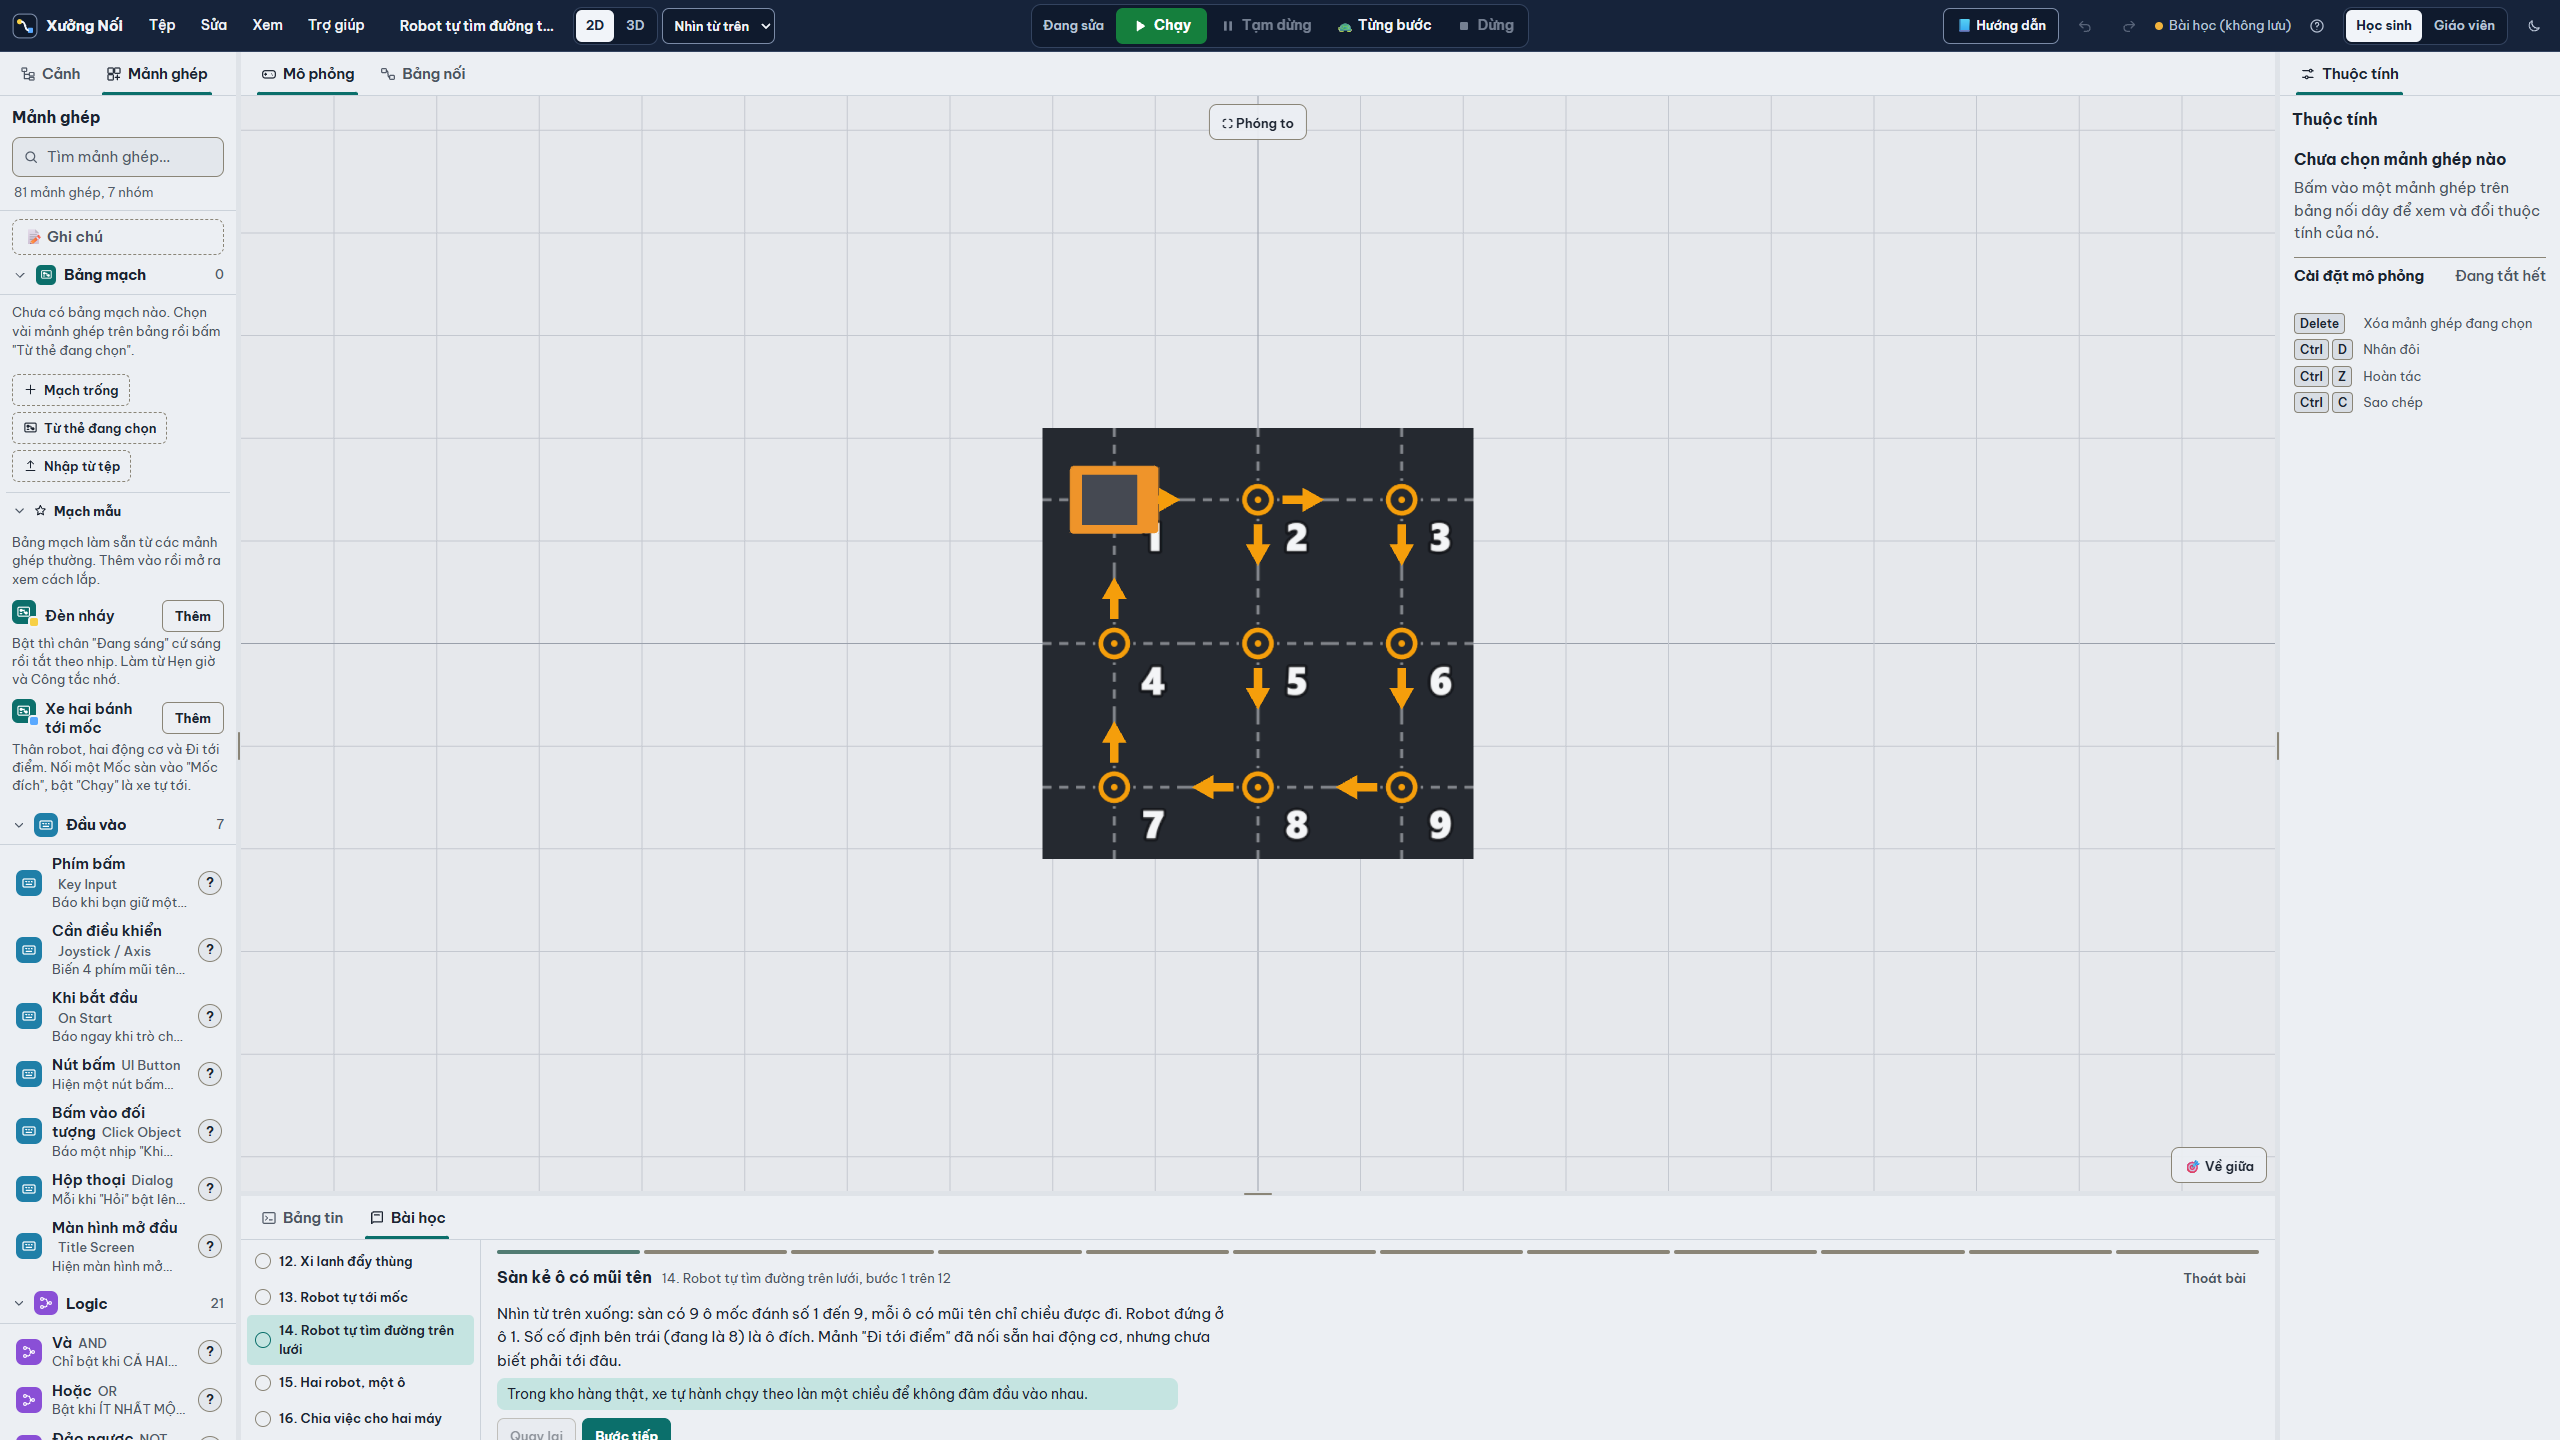 Xưởng Nối
Tệp
Sửa
Xem
Trợ giúp
Robot tự tìm đường t...
2D
3D
Nhìn từ trên
Đang sửa
Chạy
Tạm dừng
Từng bước
Dừng
Hướng dẫn
Bài học (không lưu)
Học sinh
Giáo viên
Cảnh
Mảnh ghép
Mảnh ghép
Tìm mảnh ghép...
81 mảnh ghép, 7 nhóm
Ghi chú
Bảng mạch 0
Chưa có bảng mạch nào. Chọn
vài mảnh ghép trên bảng rồi bấm
"Từ thẻ đang chọn".
Mạch trống
Từ thẻ đang chọn
Nhập từ tệp
Mạch mẫu
Bảng mạch làm sẵn từ các mảnh
ghép thường. Thêm vào rồi mở ra
xem cách lắp.
Đèn nháy
Thêm
Bật thì chân "Đang sáng" cứ sáng
rồi tắt theo nhịp. Làm từ Hẹn giờ
và Công tắc nhớ.
Xe hai bánh
tới mốc
Thêm
Thân robot, hai động cơ và Đi tới
điểm. Nối một Mốc sàn vào "Mốc
đích", bật "Chạy" là xe tự tới.
Đầu vào 7
Phím bấm
Key Input
Báo khi bạn giữ một...
?
Cần điều khiển
Joystick / Axis
Biến 4 phím mũi tên...
?
Khi bắt đầu
On Start
Báo ngay khi trò ch...
?
Nút bấm UI Button
Hiện một nút bấm...
?
Bấm vào đối
tượng Click Object
Báo một nhịp "Khi...
?
Hộp thoại Dialog
Mỗi khi "Hỏi" bật lên...
?
Màn hình mở đầu
Title Screen
Hiện màn hình mở...
?
Logic 21
Và AND
Chỉ bật khi CẢ HAI...
?
Hoặc OR
Bật khi ÍT NHẤT MỘ...
?
Đảo ngược NOT
Mô phỏng
Bảng nối
Phóng to
1
2
3
4
5
6
7
8
9
Về giữa
Bảng tin
Bài học
12. Xi lanh đẩy thùng
13. Robot tự tới mốc
14. Robot tự tìm đường trên
lưới
15. Hai robot, một ô
16. Chia việc cho hai máy
Sàn kẻ ô có mũi tên 14. Robot tự tìm đường trên lưới, bước 1 trên 12
Thoát bài
Nhìn từ trên xuống: sàn có 9 ô mốc đánh số 1 đến 9, mỗi ô có mũi tên chỉ chiều được đi. Robot đứng ở
ô 1. Số cố định bên trái (đang là 8) là ô đích. Mảnh "Đi tới điểm" đã nối sẵn hai động cơ, nhưng chưa
biết phải tới đâu.
Trong kho hàng thật, xe tự hành chạy theo làn một chiều để không đâm đầu vào nhau.
Quay lại
Bước tiếp
Thuộc tính
Thuộc tính
Chưa chọn mảnh ghép nào
Bấm vào một mảnh ghép trên
bảng nối dây để xem và đổi thuộc
tính của nó.
Cài đặt mô phỏng Đang tắt hết
Delete Xóa mảnh ghép đang chọn
Ctrl D Nhân đôi
Ctrl Z Hoàn tác
Ctrl C Sao chép